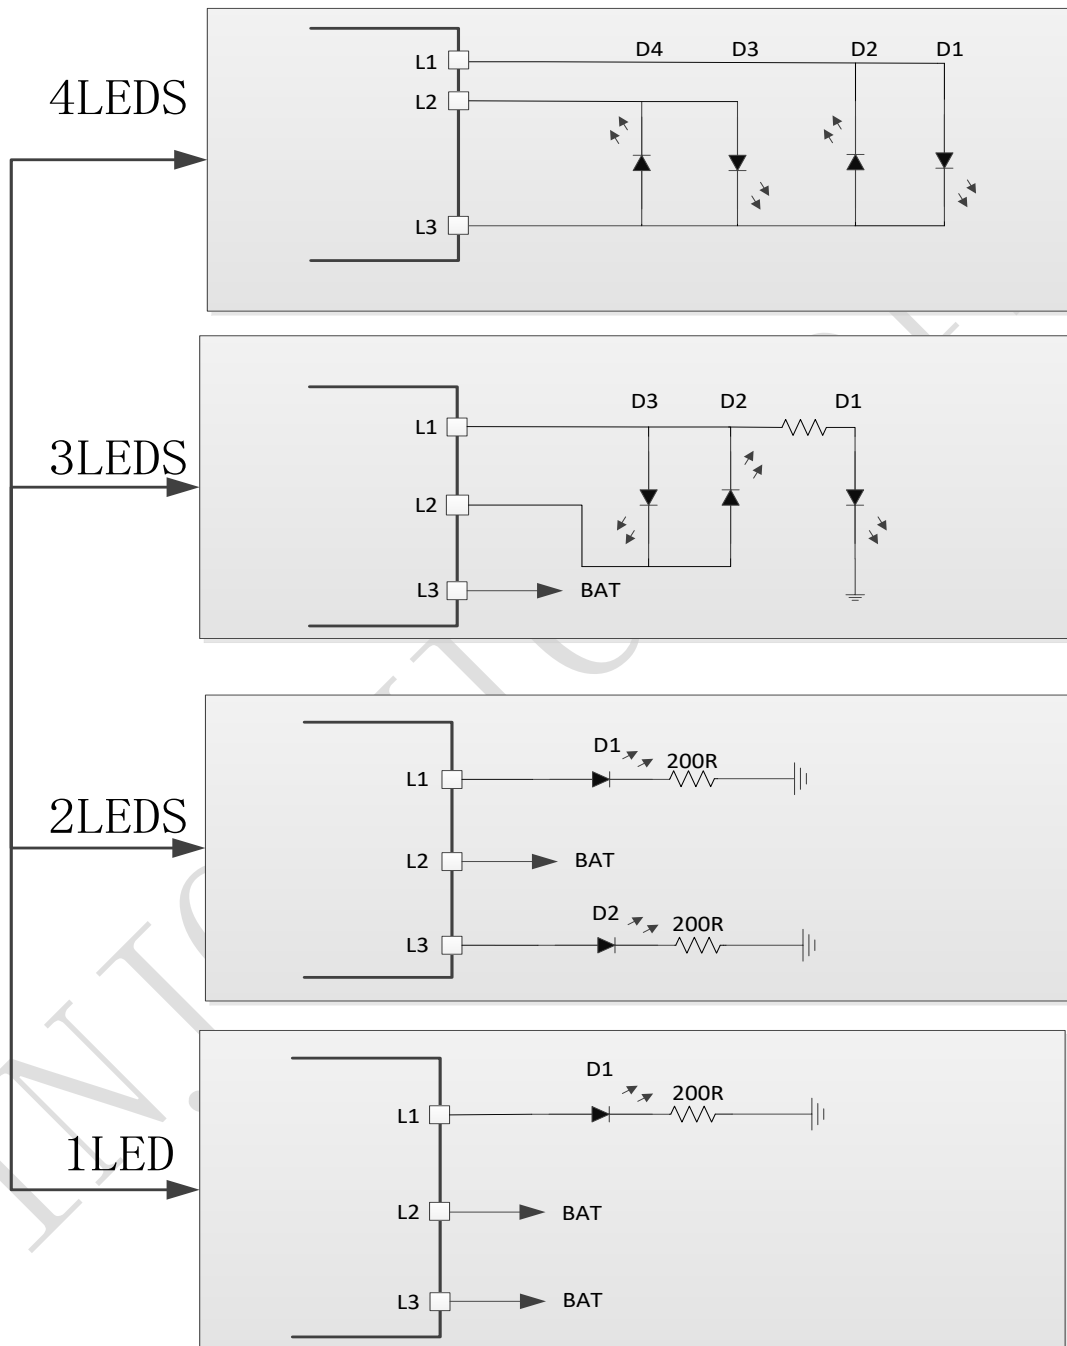 4LEDS
D4 D3 D2 D1
L1
L2
L3
3LEDS
D3 D2 D1
L1
L2
L3 BAT
2LEDS
D1 200R
L1
L2 BAT
D2 200R
L3
1LED
D1 200R
L1
L2 BAT
L3 BAT